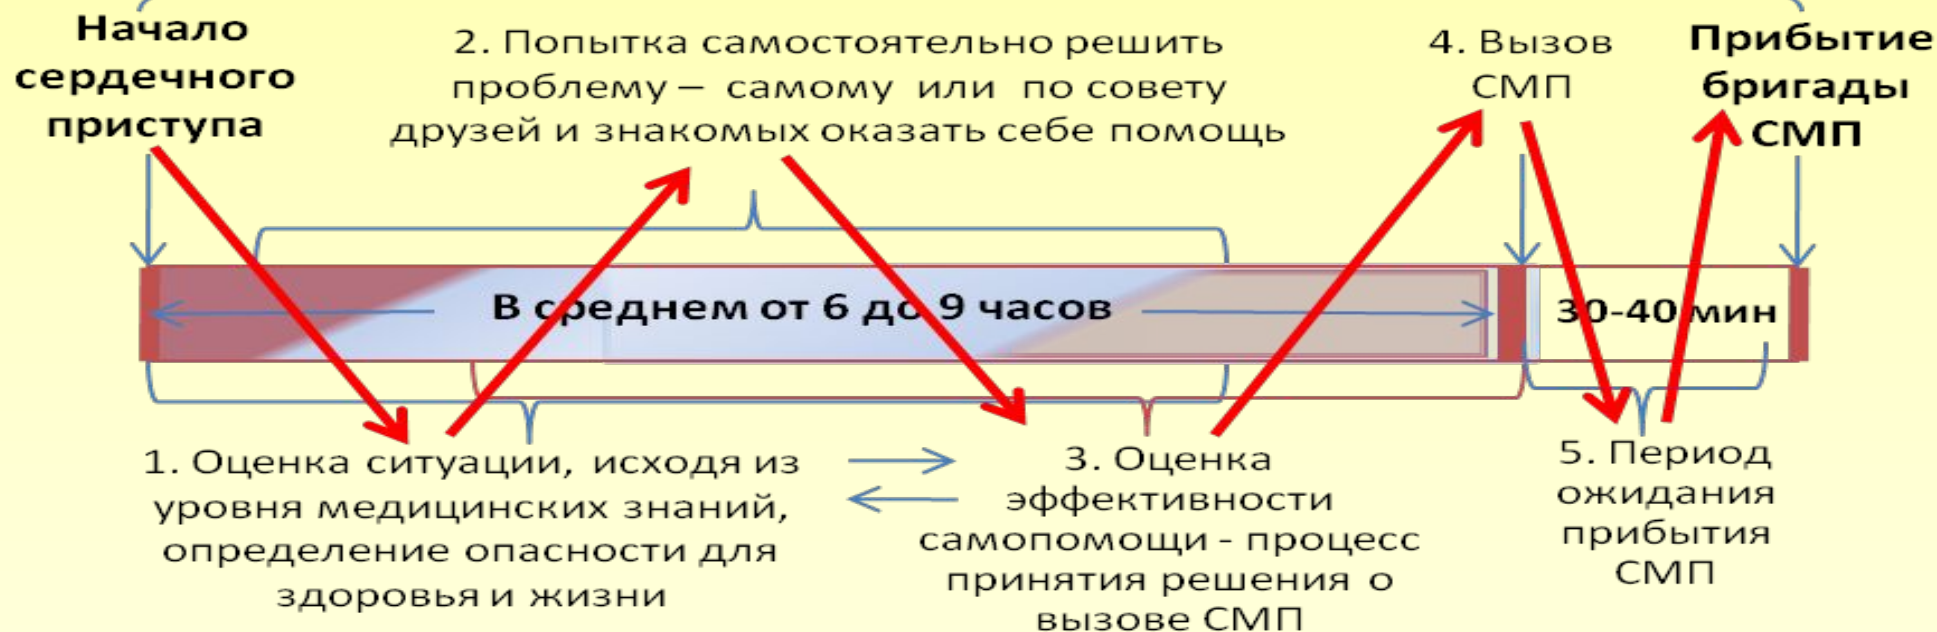 Начало
сердечного
приступа
2. Попытка самостоятельно решить
проблему – самому или по совету
друзей и знакомых оказать себе помощь
4. Вызов
СМП
Прибытие
бригады
СМП
В среднем от 6 до 9 часов
30-40 мин
1. Оценка ситуации, исходя из
уровня медицинских знаний,
определение опасности для
здоровья и жизни
3. Оценка
эффективности
самопомощи - процесс
принятия решения о
вызове СМП
5. Период
ожидания
прибытия
СМП